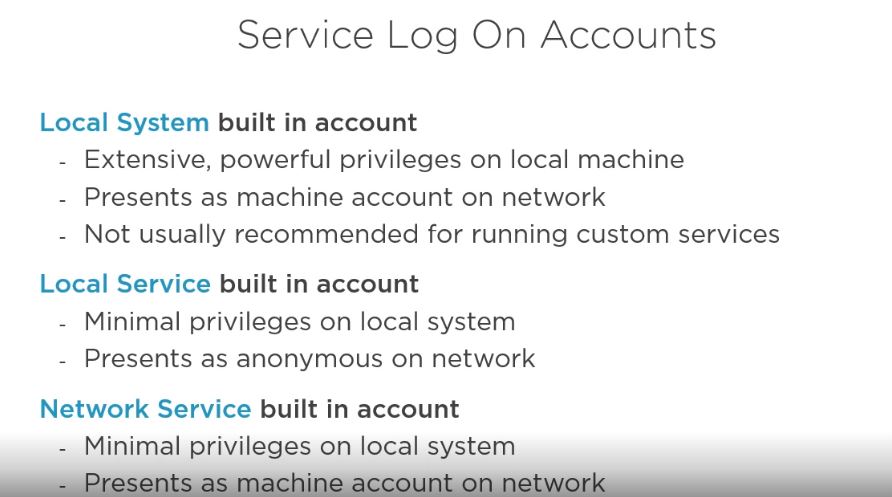 Service Log On Accounts
Local System built in account
- Extensive, powerful privileges on local machine
- Presents as machine account on network
- Not usually recommended for running custom services
Local Service built in account
- Minimal privileges on local system
- Presents as anonymous on network
Network Service built in account
- Minimal privileges on local system
- Presents as machine account on network